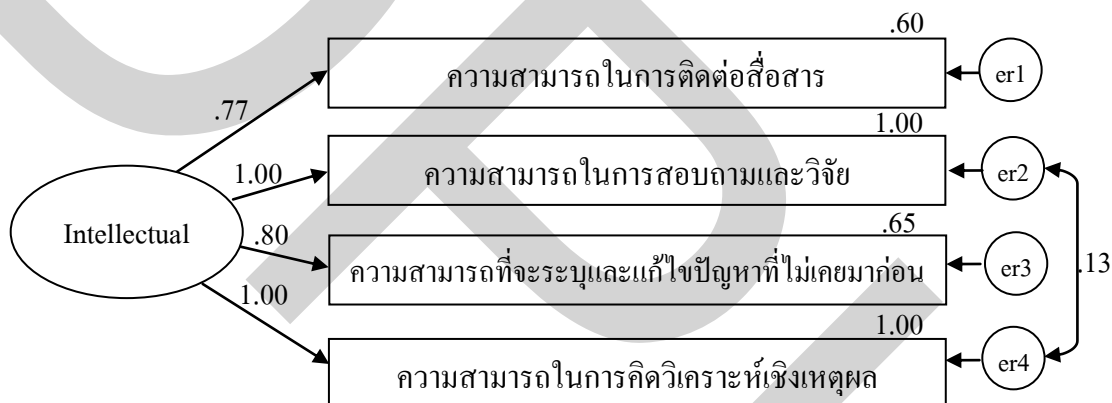 .60
ความสามารถในการติดต่อสื่อสาร
er1
.77
1.00
1.00
ความสามารถในการสอบถามและวิจัย
er2
Intellectual
.80
.65
ความสามารถที่จะระบุและแก้ไขปัญหาที่ไม่เคยมาก่อน
er3
.13
1.00
1.00
ความสามารถในการคิดวิเคราะห์เชิงเหตุผล
er4